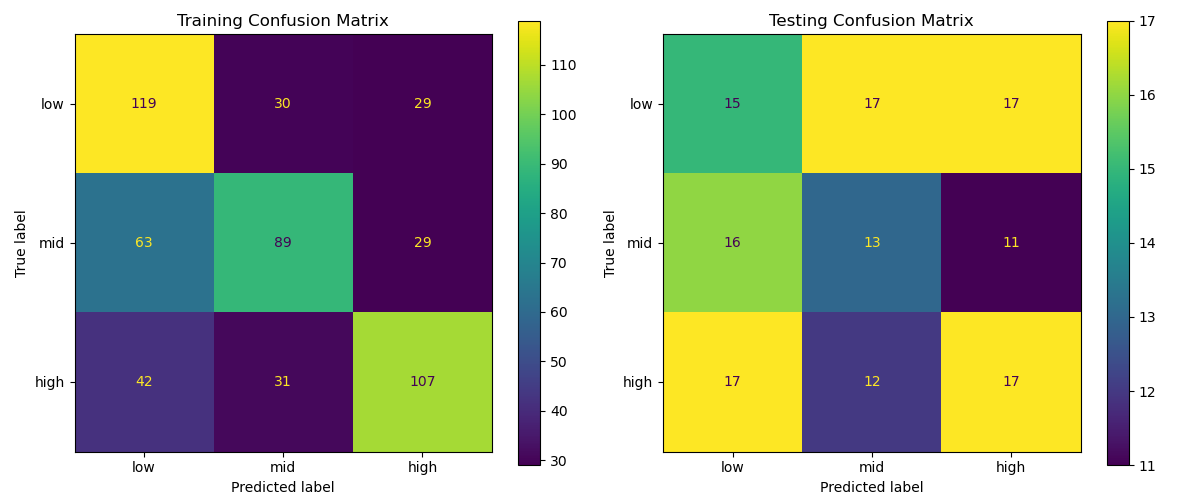 Training Confusion Matrix
low 119 30 29
mid 63 89 29
high 42 31 107
low mid high
Predicted label
True label
110
100
90
80
70
60
50
40
30
Testing Confusion Matrix
low 15 17 17
mid 16 13 11
high 17 12 17
low mid high
Predicted label
True label
17
16
15
14
13
12
11